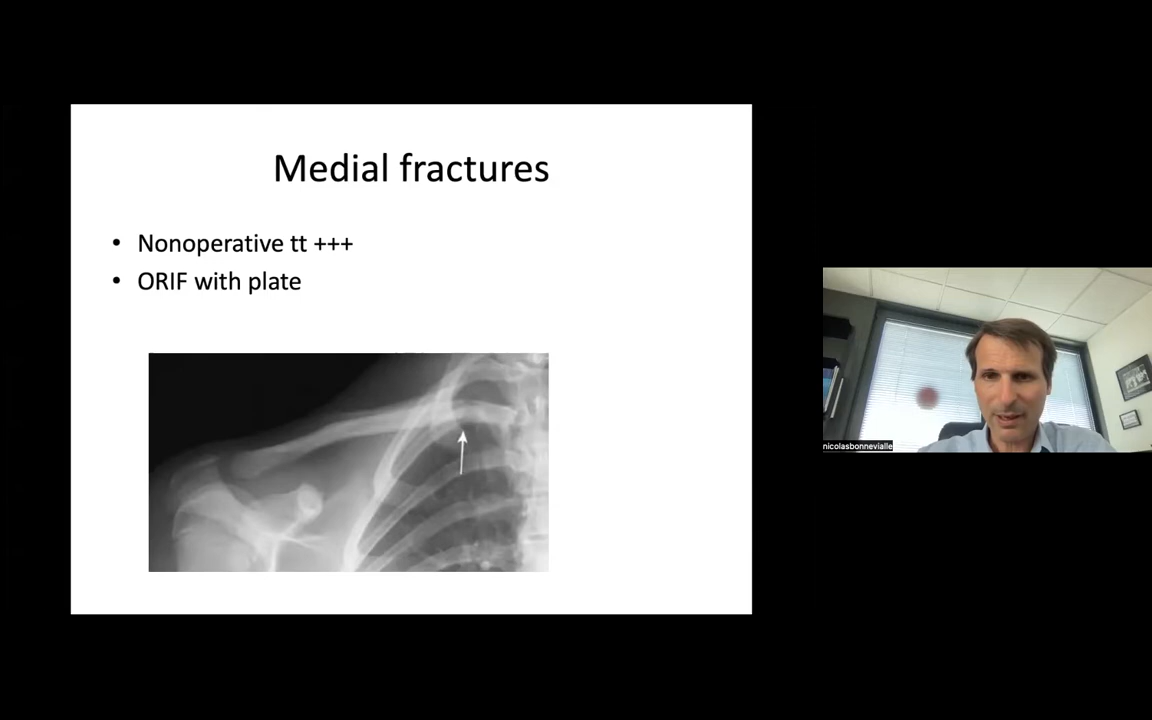 Medial fractures
• Nonoperative tt +++
• ORIF with plate
nicolasbonnevialle